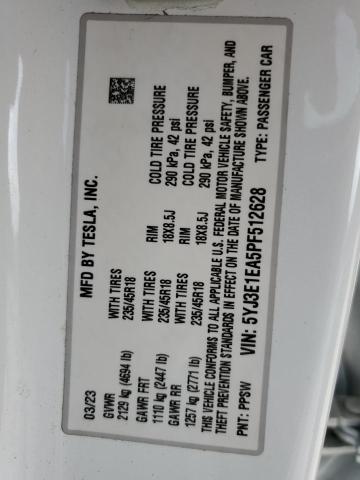 MFD BY TESLA, INC.
03/23
GVWR
2129 kg (4694 lb)
GAWR FRT WITH TIRES RIM COLD TIRE PRESSURE
1110 kg (2447 lb) 235/45R18 18X8.5J 290 kPa, 42 psi
GAWR RR WITH TIRES RIM COLD TIRE PRESSURE
1257 kg (2771 lb) 235/45R18 18X8.5J 290 kPa, 42 psi
THIS VEHICLE CONFORMS TO ALL APPLICABLE U.S. FEDERAL MOTOR VEHICLE SAFETY, BUMPER, AND
THEFT PREVENTION STANDARDS IN EFFECT ON THE DATE OF MANUFACTURE SHOWN ABOVE.
PNT: PPSW VIN: 5YJ3E1EA5PF512628 TYPE: PASSENGER CAR